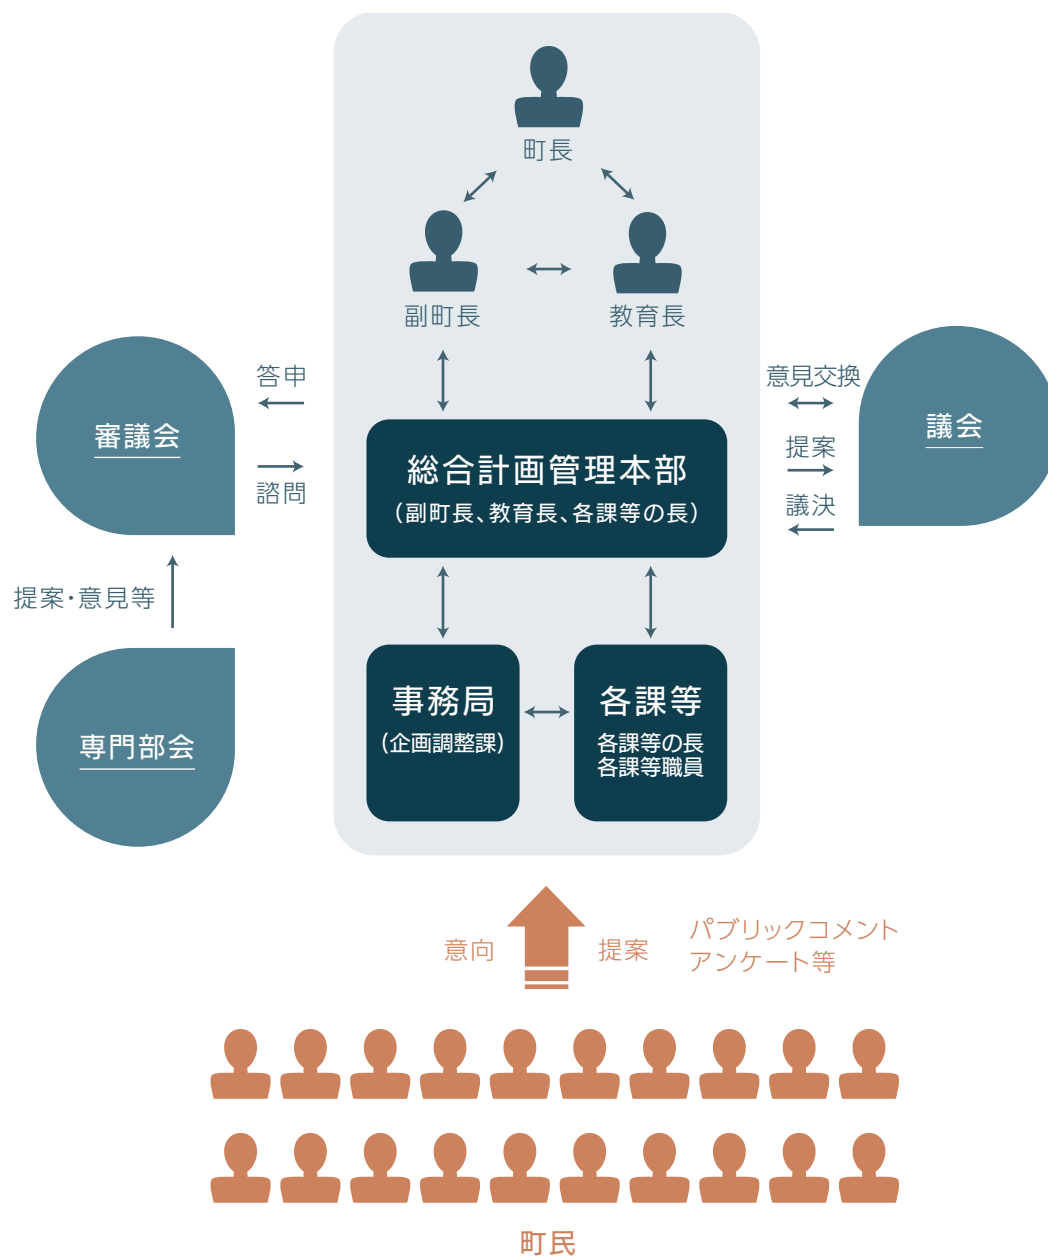 町長
副町長
教育長
答申
審議会
諮問
意見交換
議会
提案
議決
総合計画管理本部
（副町長、教育長、各課等の長）
提案・意見等
専門部会
事務局
（企画調整課）
各課等
各課等の長
各課等職員
意向
提案
パブリックコメント
アンケート等
町民